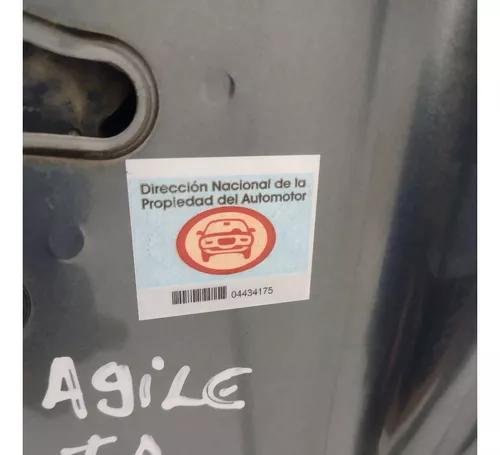 Dirección Nacional de la
Propiedad del Automotor
04434175
AgiLE